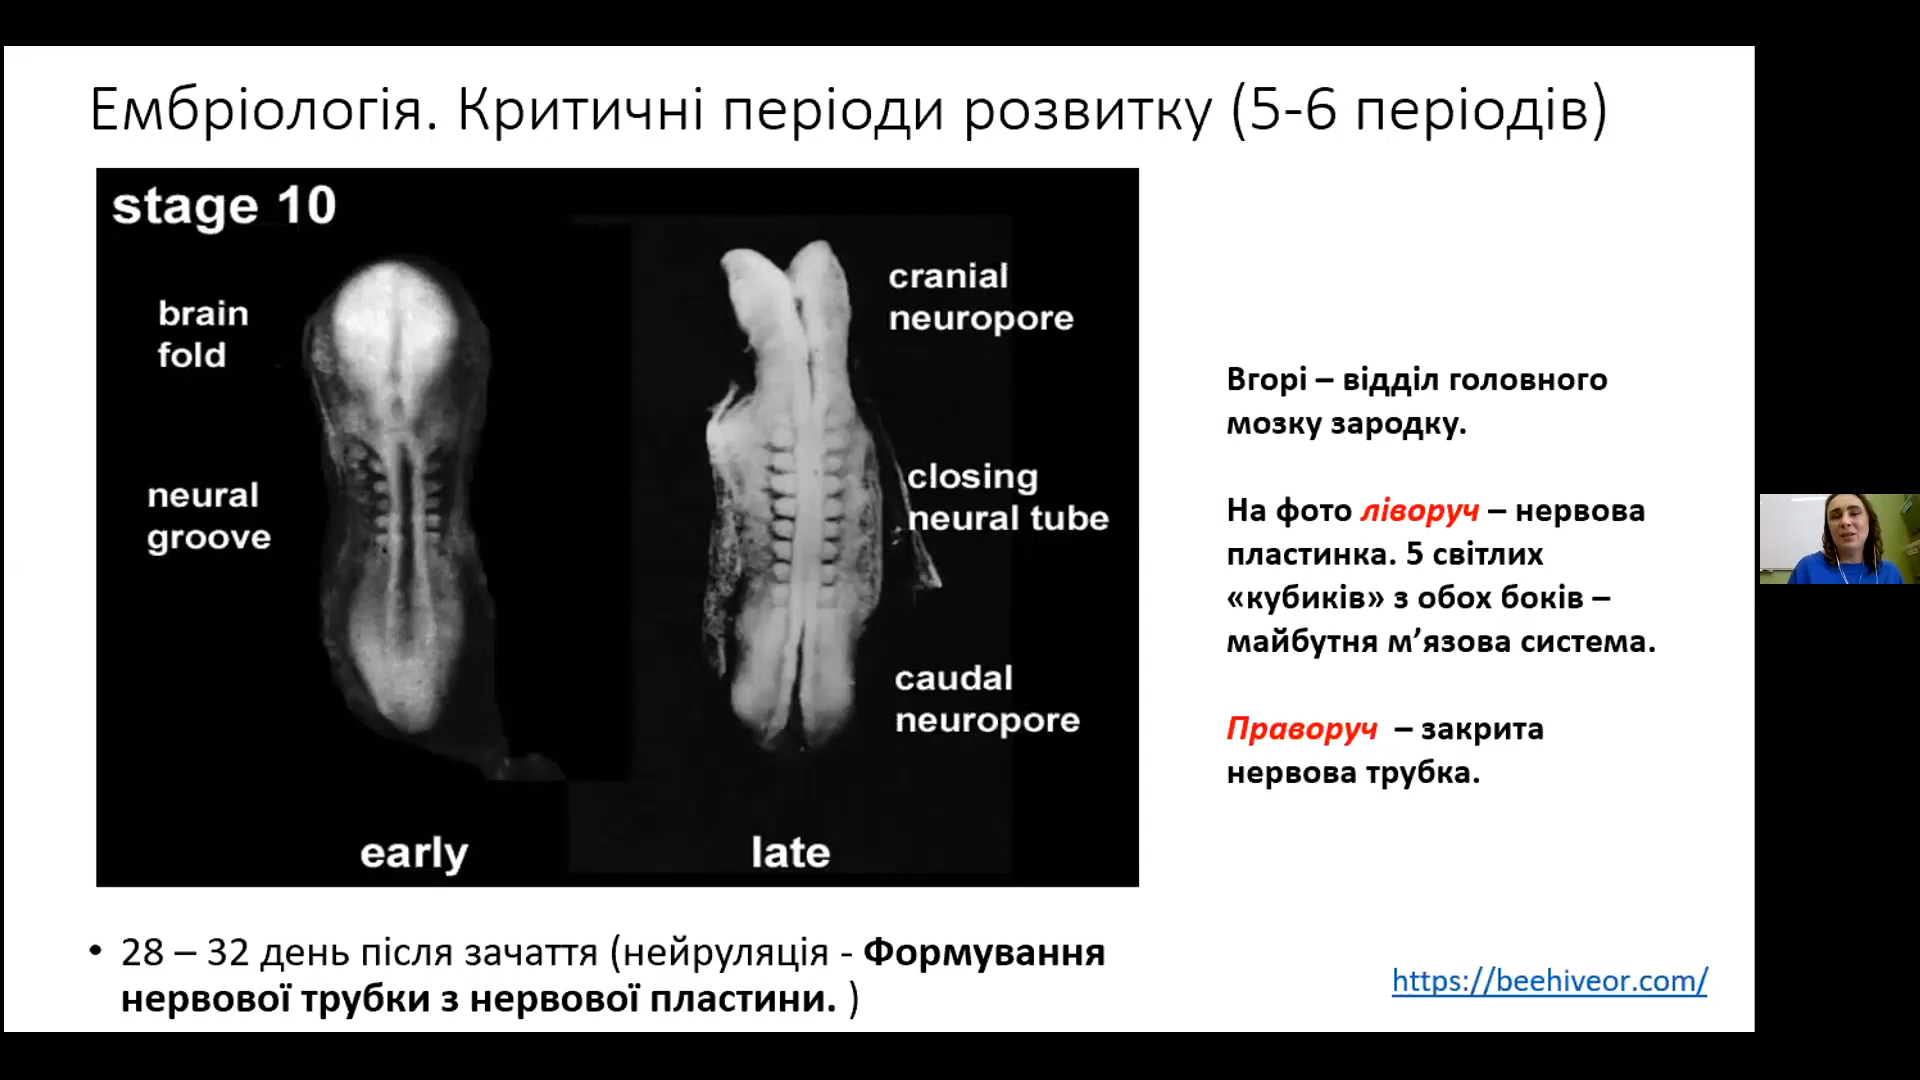 Ембріологія. Критичні періоди розвитку (5-6 періодів)
stage 10
brain
fold
neural
groove
early
cranial
neuropore
closing
neural tube
caudal
neuropore
late
Вгорі – відділ головного
мозку зародку.
На фото ліворуч – нервова
пластинка. 5 світлих
«кубиків» з обох боків –
майбутня м’язова система.
Праворуч – закрита
нервова трубка.
• 28 – 32 день після зачаття (нейруляція - Формування
нервової трубки з нервової пластини. )
https://beehiveor.com/